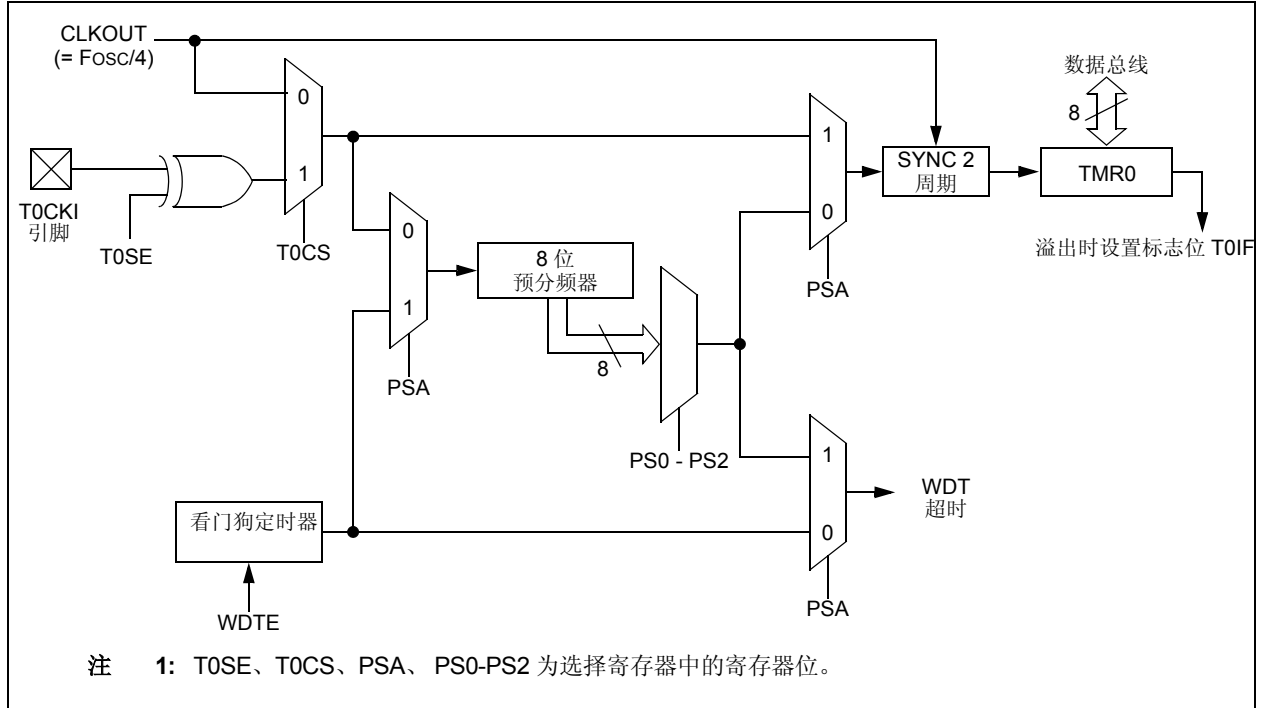 CLKOUT
(= FOSC/4)
数据总线
0
8
1
T0CKI
引脚
T0SE
1
T0CS
SYNC 2
周期
TMR0
0
8 位
预分频器
0
PSA
溢出时设置标志位 T0IF
1
PSA
8
PS0 - PS2
1
WDT
超时
看门狗定时器
0
WDTE
PSA
注 1: T0SE、T0CS、PSA、 PS0-PS2 为选择寄存器中的寄存器位。